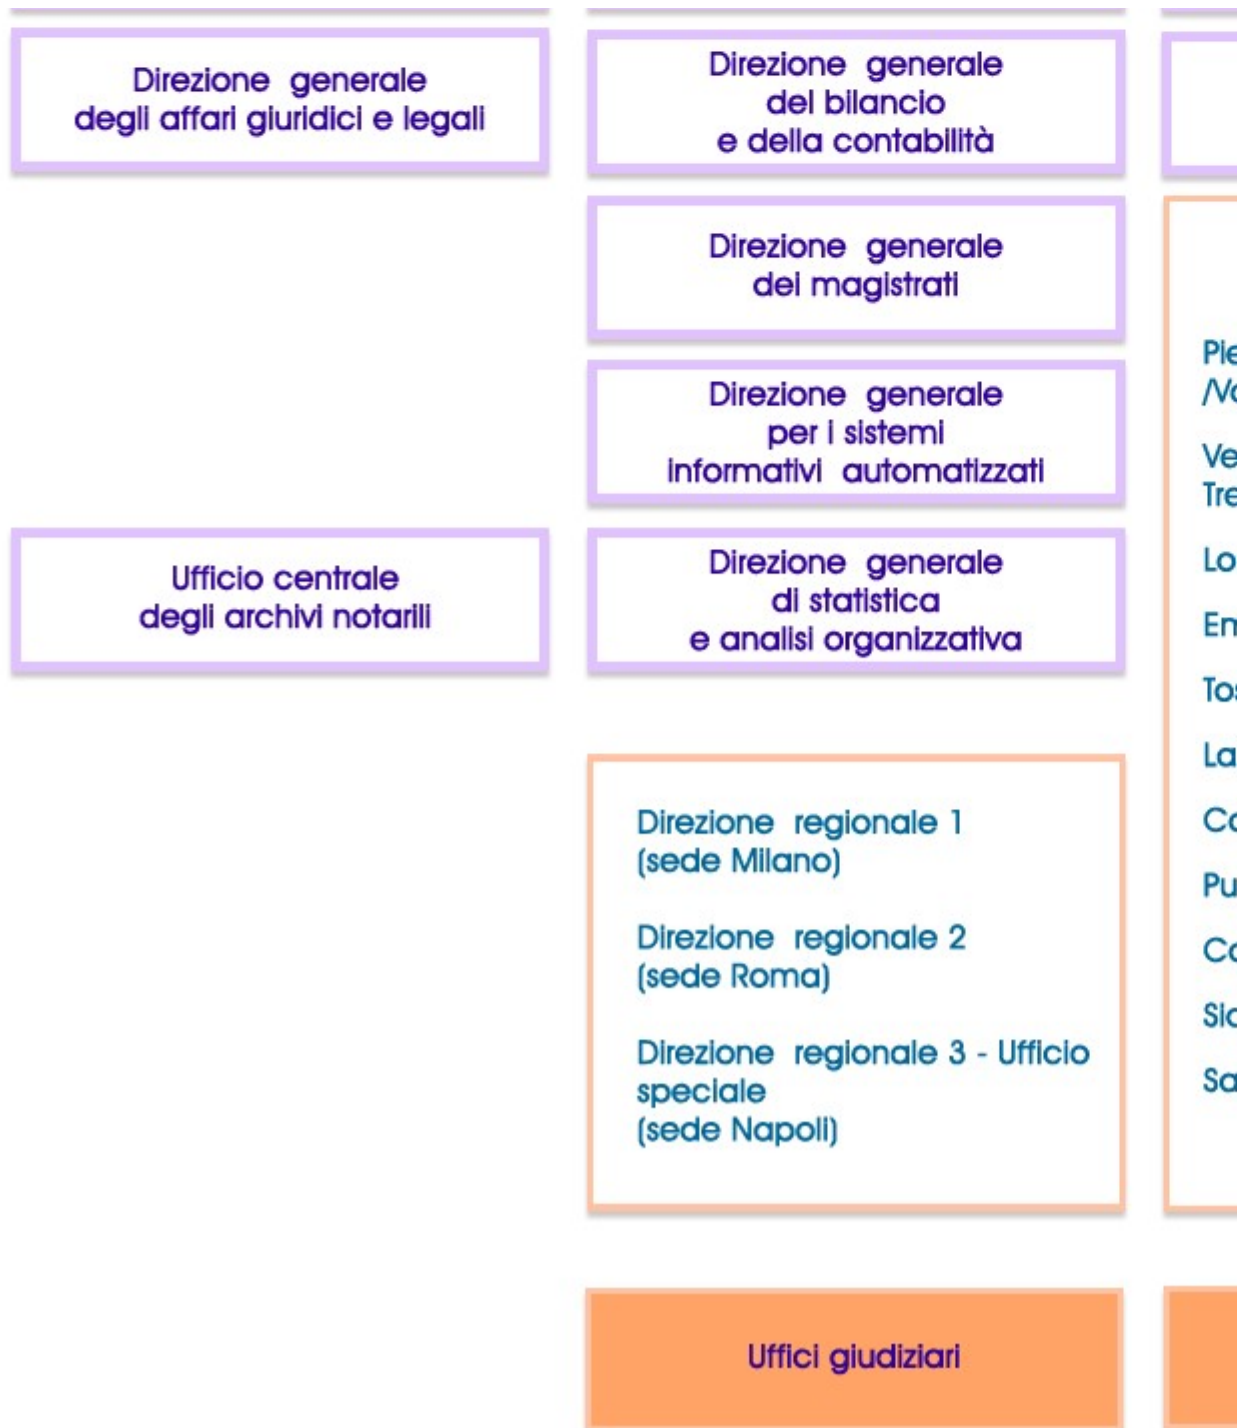 Direzione generale
degli affari giuridici e legali
Direzione generale
del bilancio
e della contabilità
Direzione generale
dei magistrati
Direzione generale
per i sistemi
informativi automatizzati
Ufficio centrale
degli archivi notarili
Direzione generale
di statistica
e analisi organizzativa
Direzione regionale 1
(sede Milano)
Direzione regionale 2
(sede Roma)
Direzione regionale 3 - Ufficio
speciale
(sede Napoli)
Uffici giudiziari